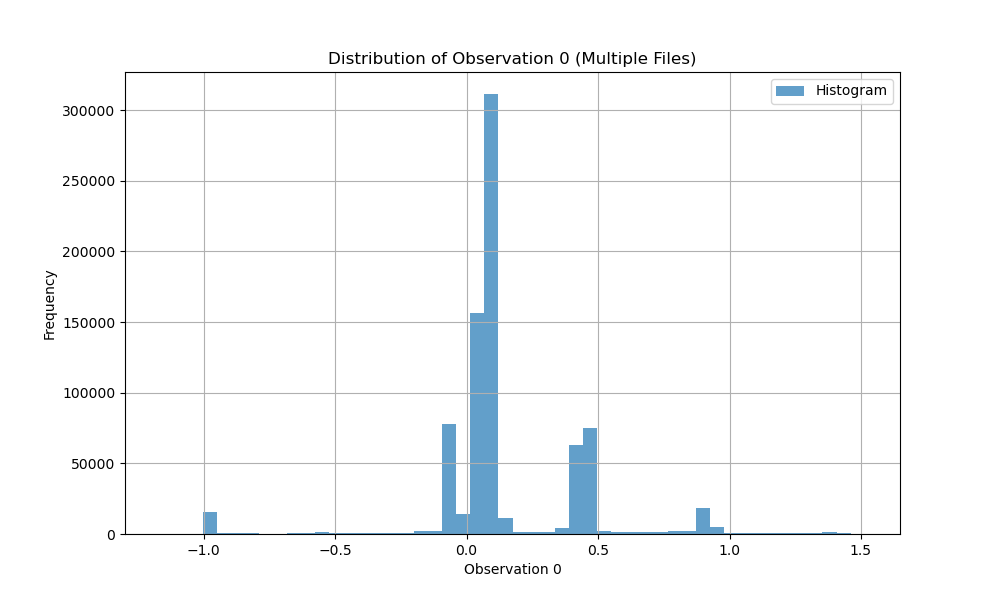 Distribution of Observation 0 (Multiple Files)
Histogram
300000
250000
200000
150000
100000
50000
0
Frequency
−1.0 −0.5 0.0 0.5 1.0 1.5
Observation 0